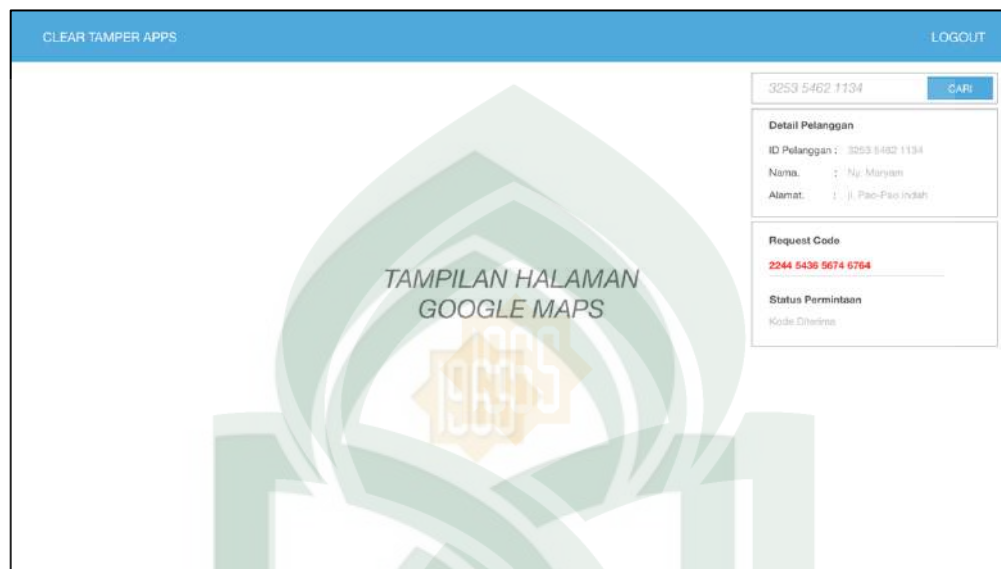 CLEAR TAMPER APPS
LOGOUT
3253 5462 1134
CARI
Detail Pelanggan
ID Pelanggan : 3253 5462 1134
Nama. : Ny. Maryam
Alamat. : jl. Pao-Pao indah
Request Code
2244 5436 5674 6764
Status Permintaan
Kode Diterima
TAMPILAN HALAMAN
GOOGLE MAPS
1965